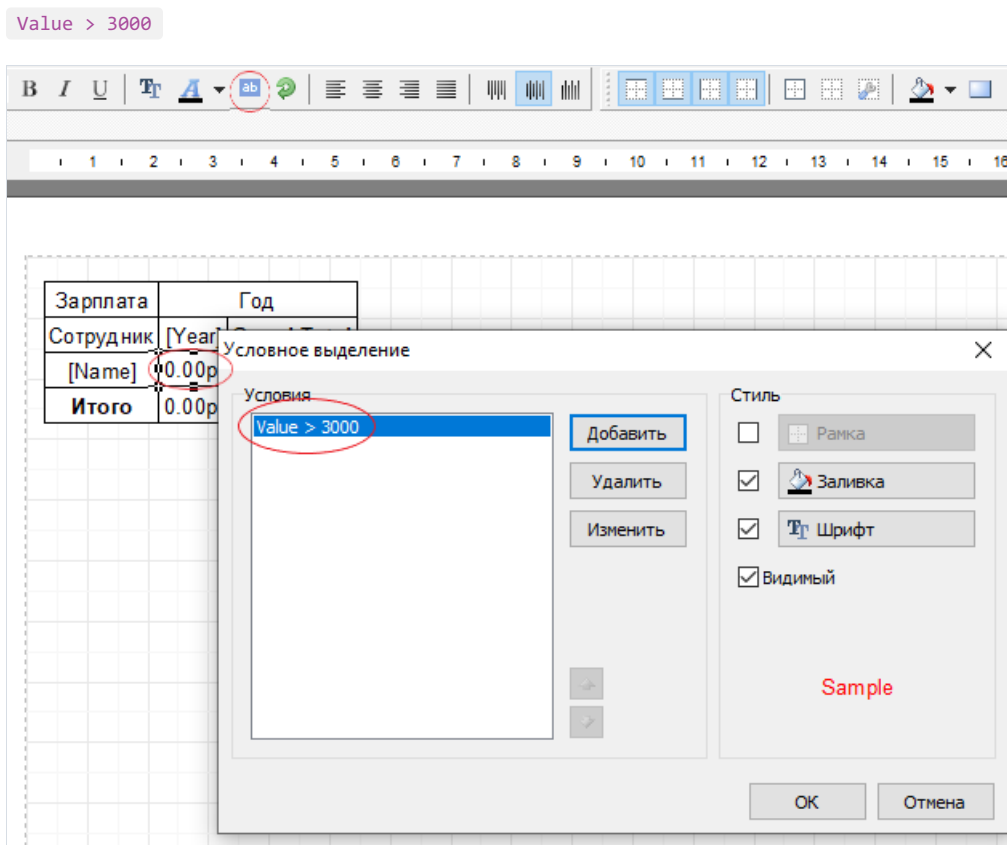 Value > 3000
B I U Tr A ab
1 2 3 4 5 6 7 8 9 10 11 12 13 14 15 16
Зарплата Год
Сотрудник [Year]
[Name] 0.00р
Итого 0.00р
Условное выделение
Условия
Value > 3000
Добавить
Удалить
Изменить
Стиль
Рамка
Заливка
Шрифт
Видимый
Sample
OK Отмена